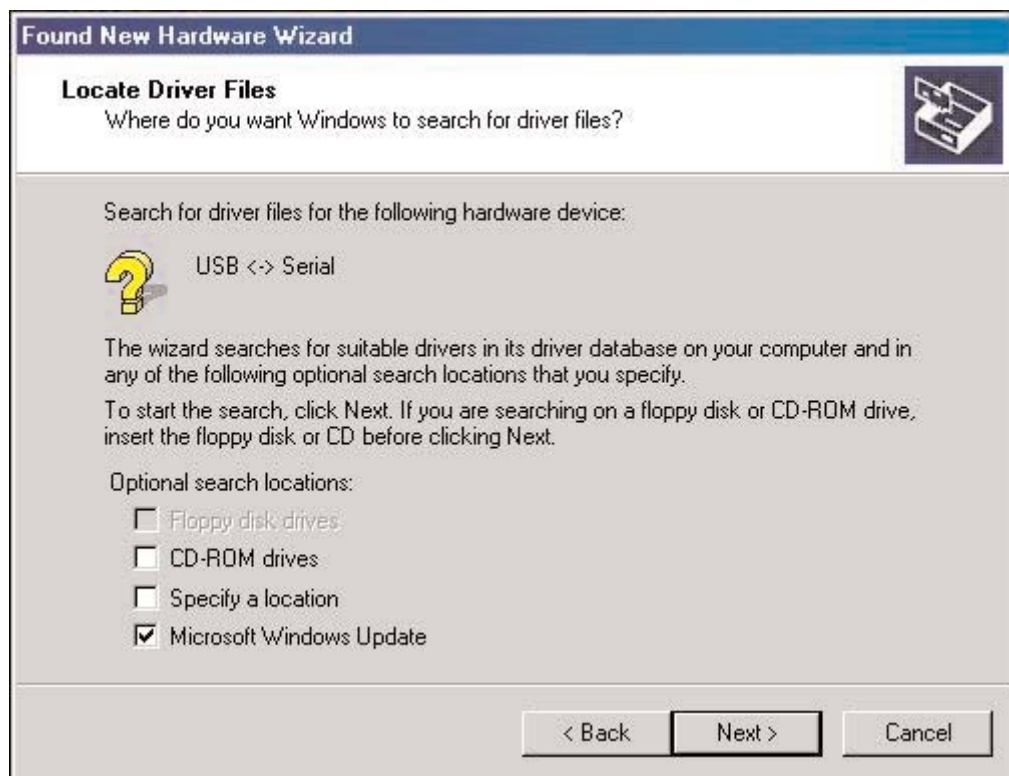 Found New Hardware Wizard
Locate Driver Files
Where do you want Windows to search for driver files?
Search for driver files for the following hardware device:
USB <-> Serial
The wizard searches for suitable drivers in its driver database on your computer and in
any of the following optional search locations that you specify.
To start the search, click Next. If you are searching on a floppy disk or CD-ROM drive,
insert the floppy disk or CD before clicking Next.
Optional search locations:
Floppy disk drives
CD-ROM drives
Specify a location
Microsoft Windows Update
< Back Next > Cancel